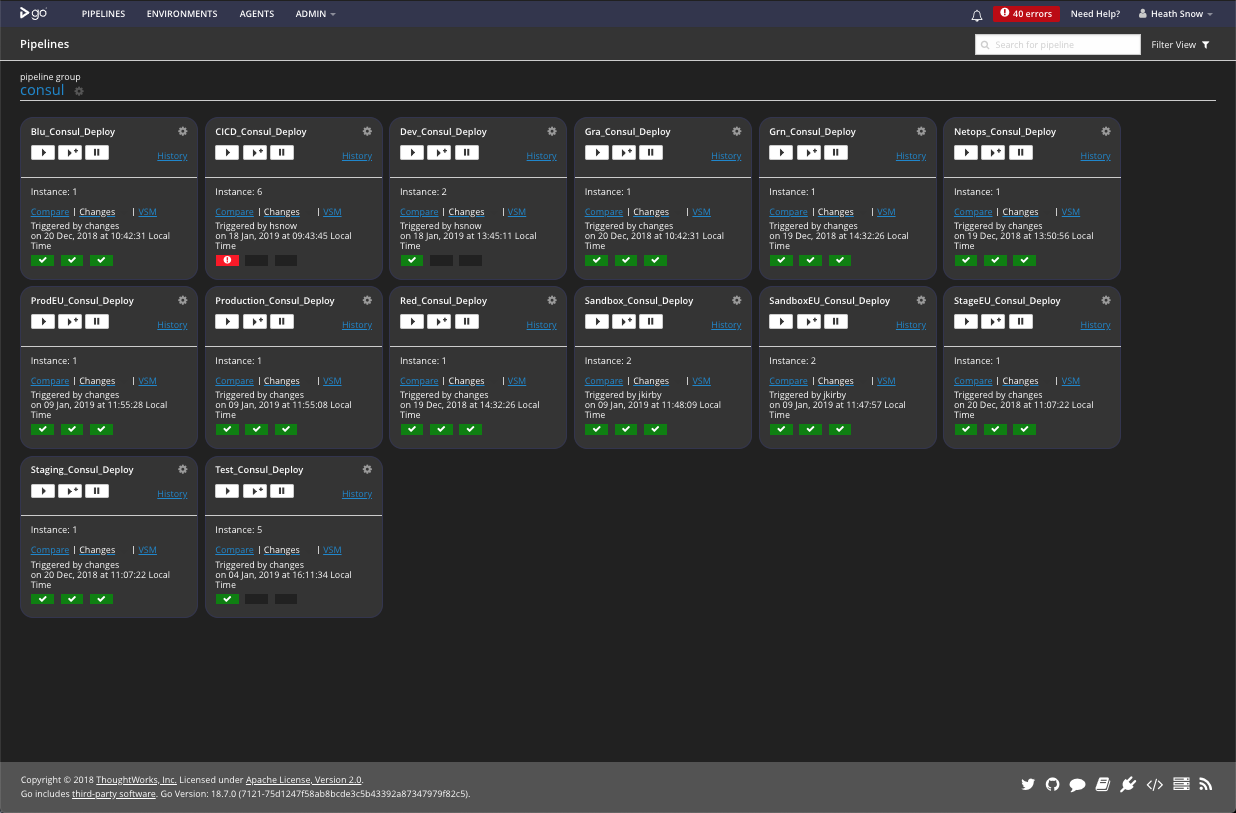 go PIPELINES ENVIRONMENTS AGENTS ADMIN 40 errors Need Help? Heath Snow
Pipelines Search for pipeline Filter View
pipeline group
consul
Blu_Consul_Deploy
History
Instance: 1
Compare | Changes | VSM
Triggered by changes
on 20 Dec, 2018 at 10:42:31 Local
Time
CICD_Consul_Deploy
History
Instance: 6
Compare | Changes | VSM
Triggered by hsnow
on 18 Jan, 2019 at 09:43:45 Local
Time
Dev_Consul_Deploy
History
Instance: 2
Compare | Changes | VSM
Triggered by hsnow
on 18 Jan, 2019 at 13:45:11 Local
Time
Gra_Consul_Deploy
History
Instance: 1
Compare | Changes | VSM
Triggered by changes
on 20 Dec, 2018 at 10:42:31 Local
Time
Grn_Consul_Deploy
History
Instance: 1
Compare | Changes | VSM
Triggered by changes
on 19 Dec, 2018 at 14:32:26 Local
Time
Netops_Consul_Deploy
History
Instance: 1
Compare | Changes | VSM
Triggered by changes
on 19 Dec, 2018 at 13:50:56 Local
Time
ProdEU_Consul_Deploy
History
Instance: 1
Compare | Changes | VSM
Triggered by changes
on 09 Jan, 2019 at 11:55:28 Local
Time
Production_Consul_Deploy
History
Instance: 1
Compare | Changes | VSM
Triggered by changes
on 09 Jan, 2019 at 11:55:08 Local
Time
Red_Consul_Deploy
History
Instance: 1
Compare | Changes | VSM
Triggered by changes
on 19 Dec, 2018 at 14:32:26 Local
Time
Sandbox_Consul_Deploy
History
Instance: 2
Compare | Changes | VSM
Triggered by jkirby
on 09 Jan, 2019 at 11:48:09 Local
Time
SandboxEU_Consul_Deploy
History
Instance: 2
Compare | Changes | VSM
Triggered by jkirby
on 09 Jan, 2019 at 11:47:57 Local
Time
StageEU_Consul_Deploy
History
Instance: 1
Compare | Changes | VSM
Triggered by changes
on 20 Dec, 2018 at 11:07:22 Local
Time
Staging_Consul_Deploy
History
Instance: 1
Compare | Changes | VSM
Triggered by changes
on 20 Dec, 2018 at 11:07:22 Local
Time
Test_Consul_Deploy
History
Instance: 5
Compare | Changes | VSM
Triggered by changes
on 04 Jan, 2019 at 16:11:34 Local
Time
Copyright © 2018 ThoughtWorks, Inc. Licensed under Apache License, Version 2.0.
Go includes third-party software. Go Version: 18.7.0 (7121-75d1247f58ab8bcde3c5b43392a87347979f82c5).